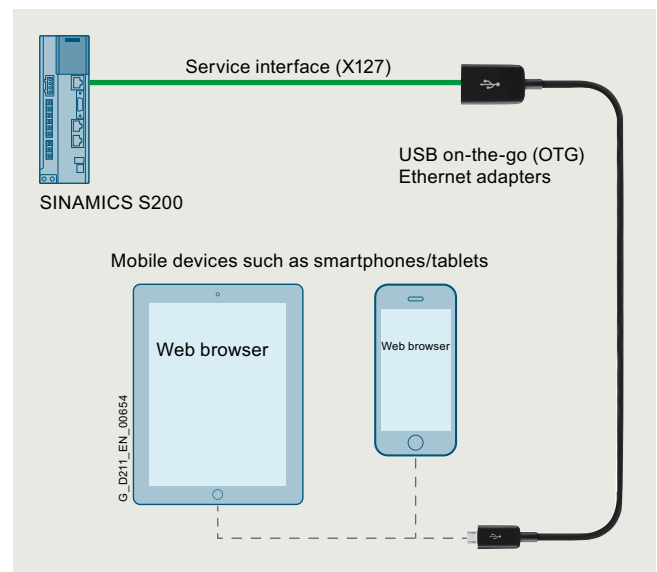 Service interface (X127)
USB on-the-go (OTG)
Ethernet adapters
SINAMICS S200
Mobile devices such as smartphones/tablets
Web browser
Web browser
G_D211_EN_00654